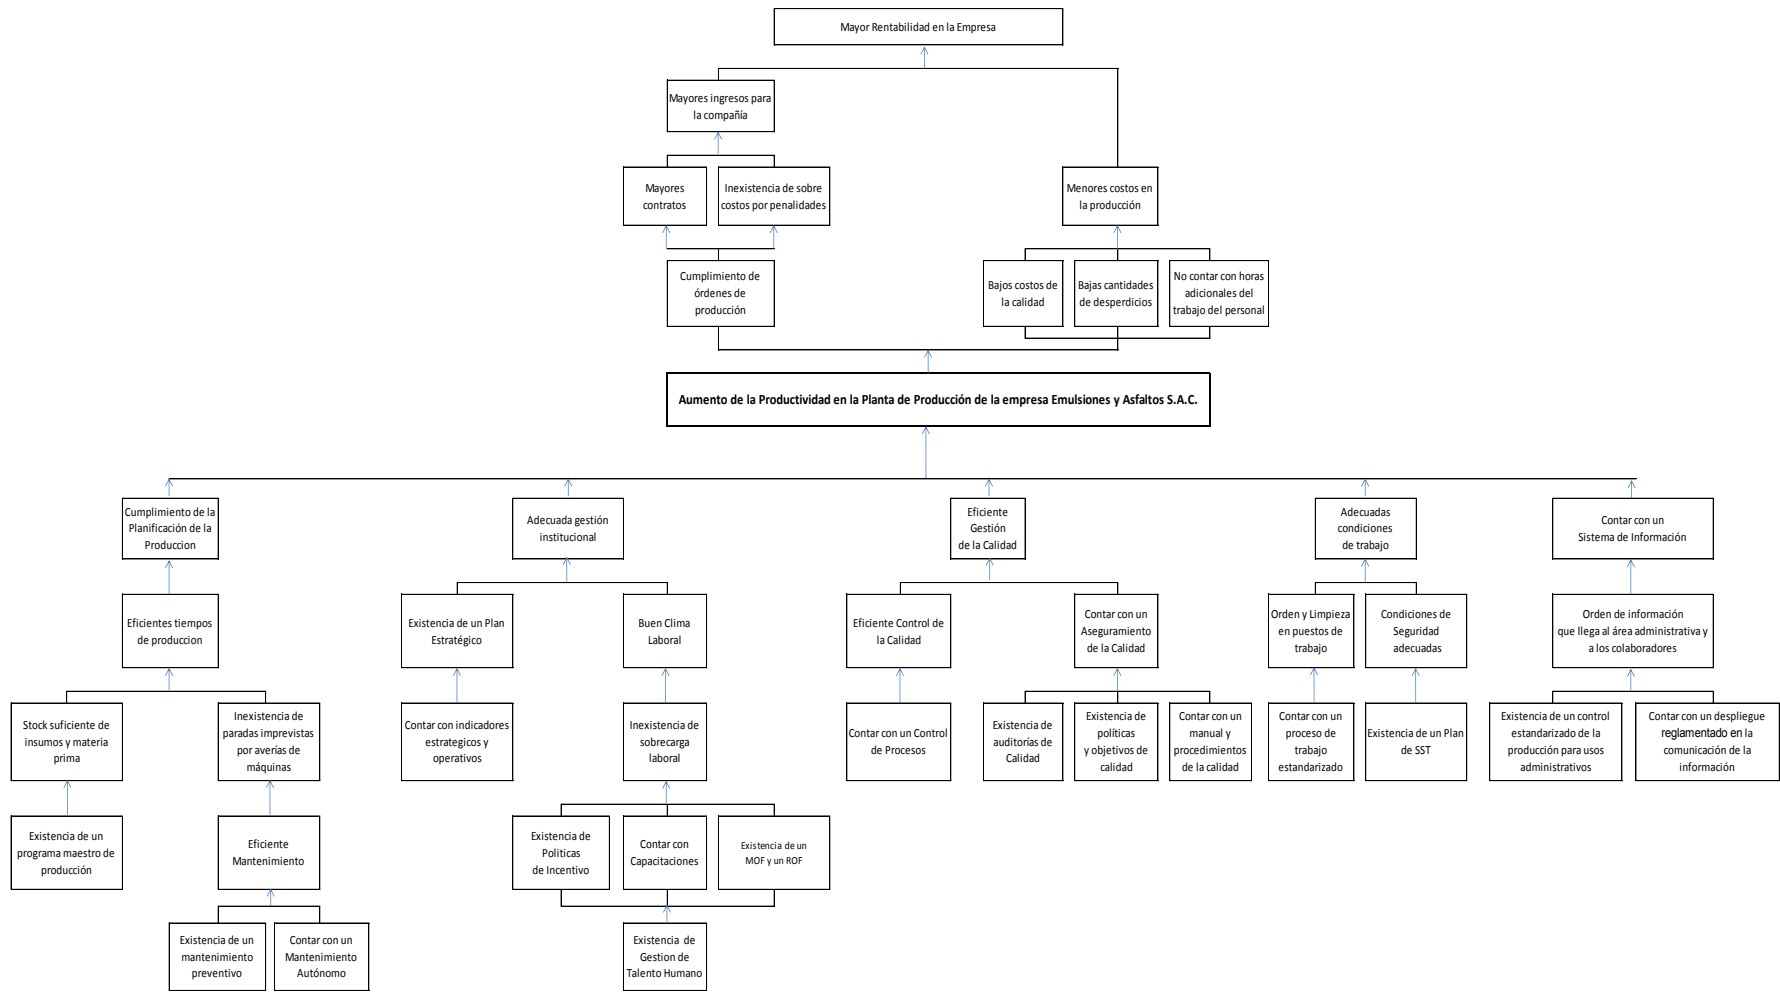 Mayor Rentabilidad en la Empresa
Mayores ingresos para
la compañía
Mayores
contratos
Inexistencia de sobre
costos por penalidades
Menores costos en
la producción
Cumplimiento de
órdenes de
producción
Bajos costos de
la calidad
Bajas cantidades
de desperdicios
No contar con horas
adicionales del
trabajo del personal
Aumento de la Productividad en la Planta de Producción de la empresa Emulsiones y Asfaltos S.A.C.
Cumplimiento de la
Planificación de la
Produccion
Adecuada gestión
institucional
Eficiente
Gestión
de la Calidad
Adecuadas
condiciones
de trabajo
Contar con un
Sistema de Información
Eficientes tiempos
de produccion
Existencia de un Plan
Estratégico
Buen Clima
Laboral
Eficiente Control de
la Calidad
Contar con un
Aseguramiento
de la Calidad
Orden y Limpieza
en puestos de
trabajo
Condiciones de
Seguridad
adecuadas
Orden de información
que llega al área administrativa y
a los colaboradores
Stock suficiente de
insumos y materia
prima
Inexistencia de
paradas imprevistas
por averías de
máquinas
Contar con indicadores
estrategicos y
operativos
Inexistencia de
sobrecarga
laboral
Contar con un Control
de Procesos
Existencia de
auditorías de
Calidad
Existencia de
políticas
y objetivos de
calidad
Contar con un
manual y
procedimientos
de la calidad
Contar con un
proceso de
trabajo
estandarizado
Existencia de un Plan
de SST
Existencia de un control
estandarizado de la
producción para usos
administrativos
Contar con un despliegue
reglamentado en la
comunicación de la
información
Existencia de un
programa maestro de
producción
Eficiente
Mantenimiento
Existencia de
Politicas
de Incentivo
Contar con
Capacitaciones
Existencia de un
MOF y un ROF
Existencia de un
mantenimiento
preventivo
Contar con un
Mantenimiento
Autónomo
Existencia de
Gestion de
Talento Humano